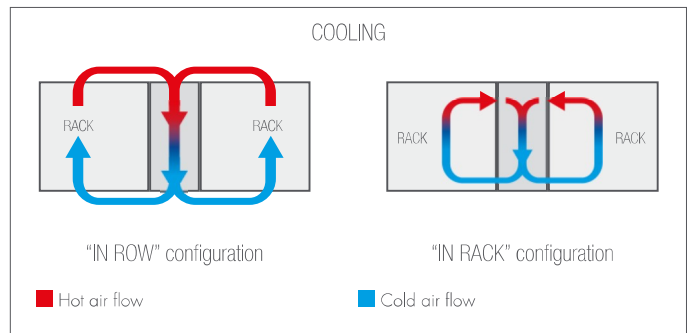 COOLING
RACK RACK
RACK RACK
“IN ROW” configuration
“IN RACK” configuration
Hot air flow
Cold air flow